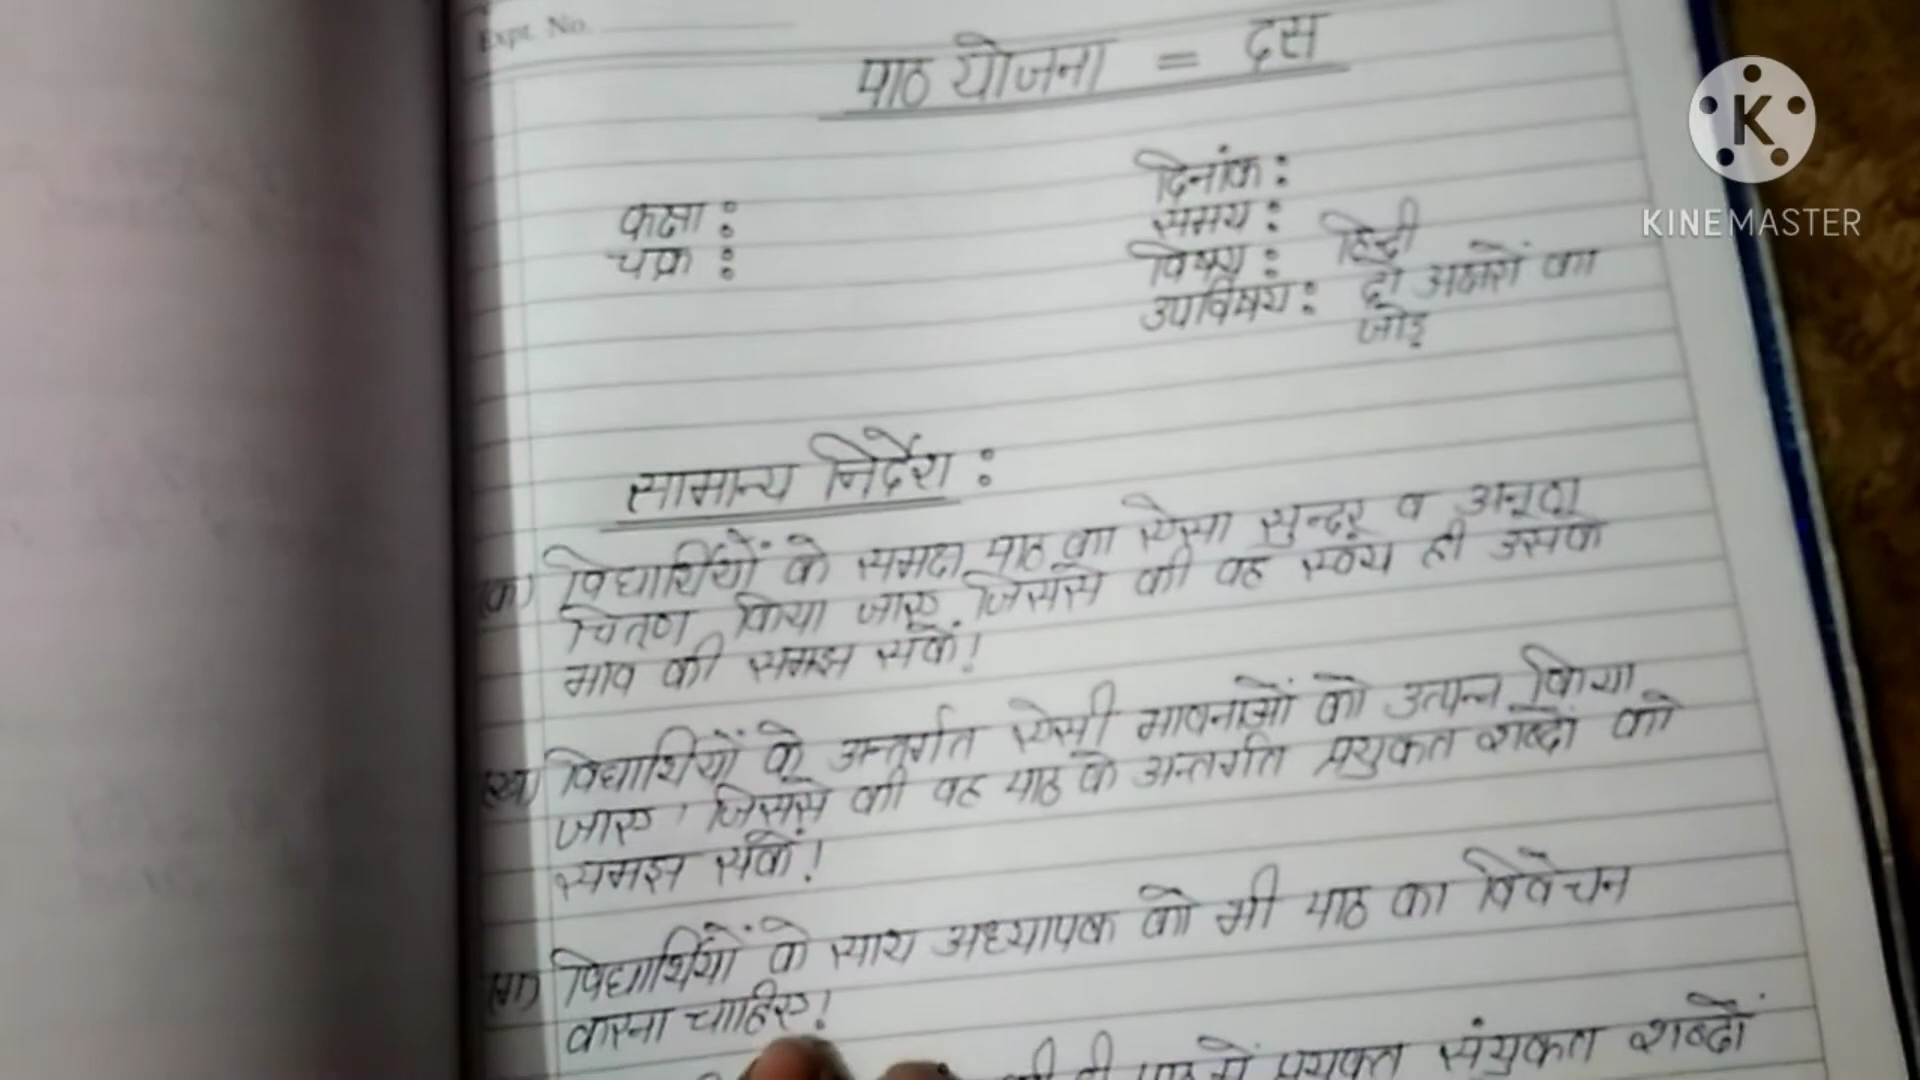 Expt. No.
पाठ योजना = दस
दिनांक :
कक्षा :
समय :
चक्र :
विषय : हिन्दी
उपविषय : दो अक्षरों का
जोड़
सामान्य निर्देश :
(क) विद्यार्थियों के समक्ष पाठ का ऐसा सुन्दर व अनूठा
चित्रण किया जाए, जिससे की वह स्वयं ही उसके
भाव की समझ सकें!
(ख) विद्यार्थियों के अन्तर्गत ऐसी भावनाओं को उत्पन्न किया
जाए, जिससे की वह पाठ के अन्तर्गत प्रयुक्त शब्दों को
समझ सकें!
(ग) विद्यार्थियों के साथ अध्यापक को भी पाठ का विवेचन
करना चाहिए!
की ही पाठ में प्रयुक्त संयुक्त शब्दों
K
KINEMASTER